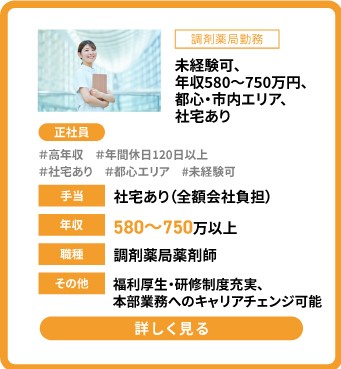 調剤薬局勤務
未経験可、
年収580〜750万円、
都心・市内エリア、
社宅あり
正社員
#高年収 #年間休日120日以上
#社宅あり #都心エリア #未経験可
手当 社宅あり(全額会社負担)
年収 580〜750万以上
職種 調剤薬局薬剤師
その他 福利厚生・研修制度充実、
本部業務へのキャリアチェンジ可能
詳しく見る